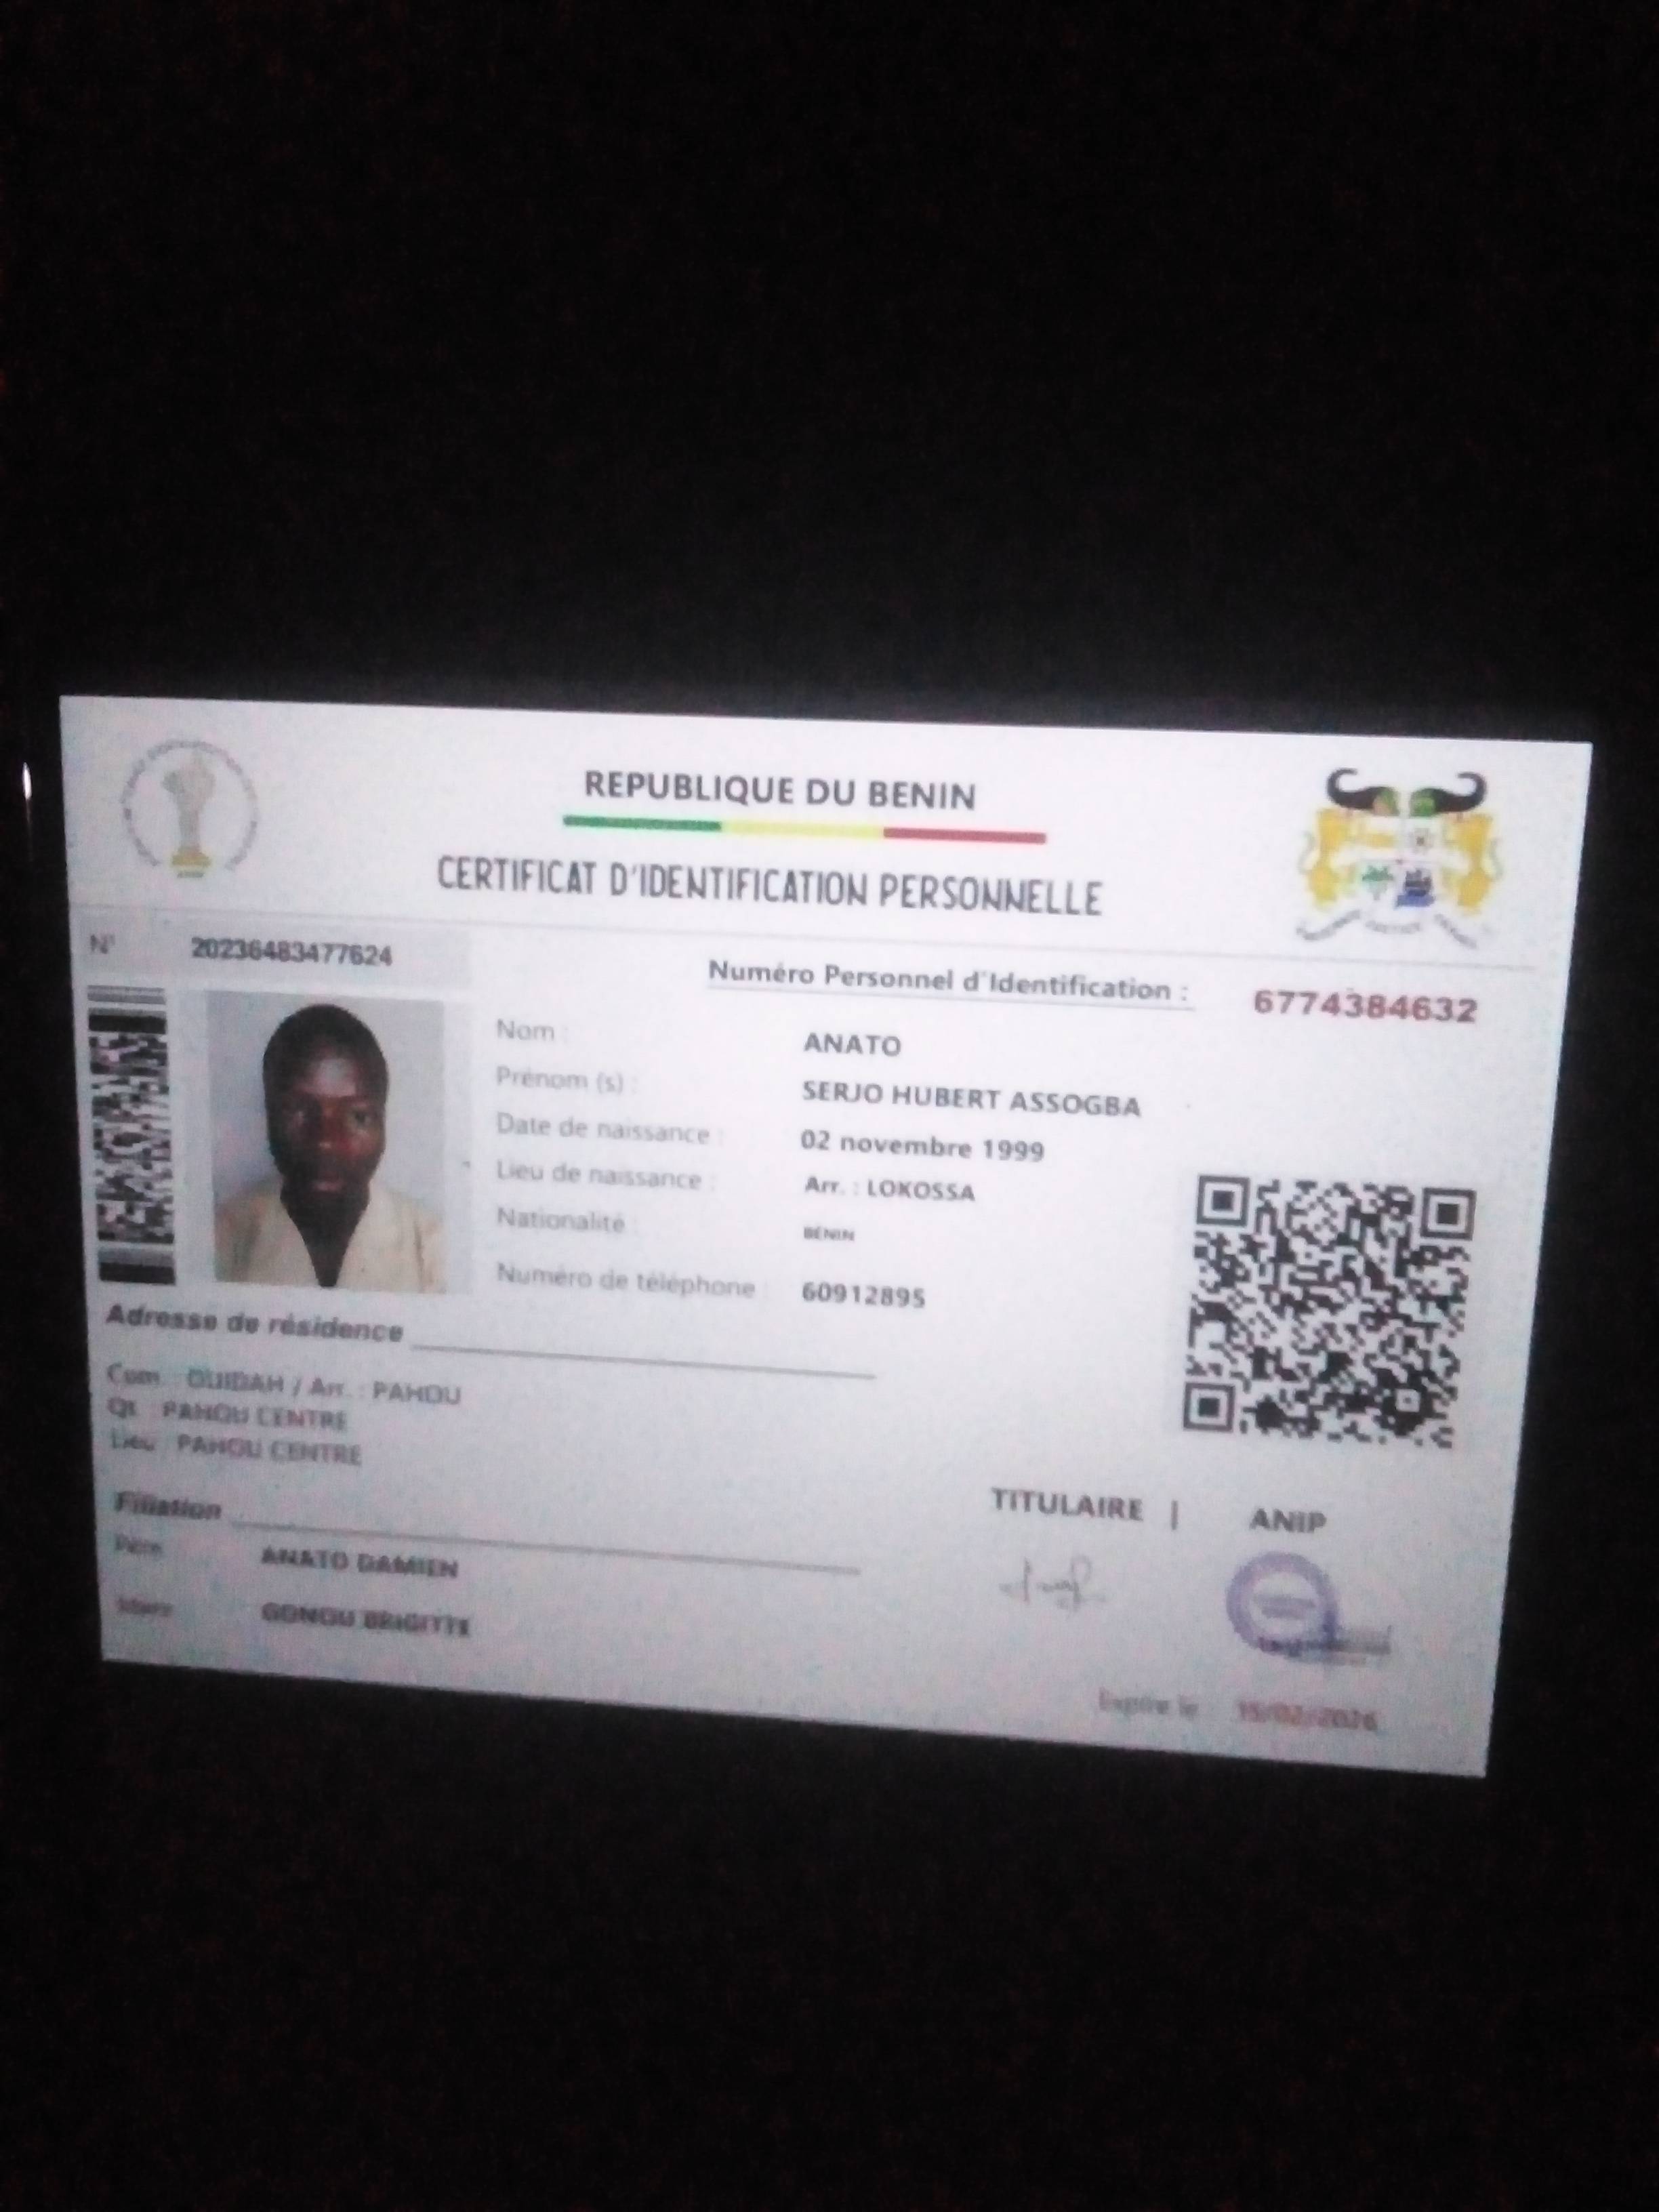 REPUBLIQUE DU BENIN
CERTIFICAT D'IDENTIFICATION PERSONNELLE
N° 20236483477624
Numéro Personnel d'Identification : 6774384632
Nom : ANATO
Prénom (s) : SERJO HUBERT ASSOGBA
Date de naissance : 02 novembre 1999
Lieu de naissance : Arr. : LOKOSSA
Nationalité : BENIN
Numéro de téléphone : 60912895
Adresse de résidence
Com. : OUIDAH / Arr. : PAHOU
Qt. : PAHOU CENTRE
Lieu : PAHOU CENTRE
Filiation
Père ANATO DAMIEN
Mère GONOU BRIGITTE
TITULAIRE | ANIP
Expire le 15/02/2026